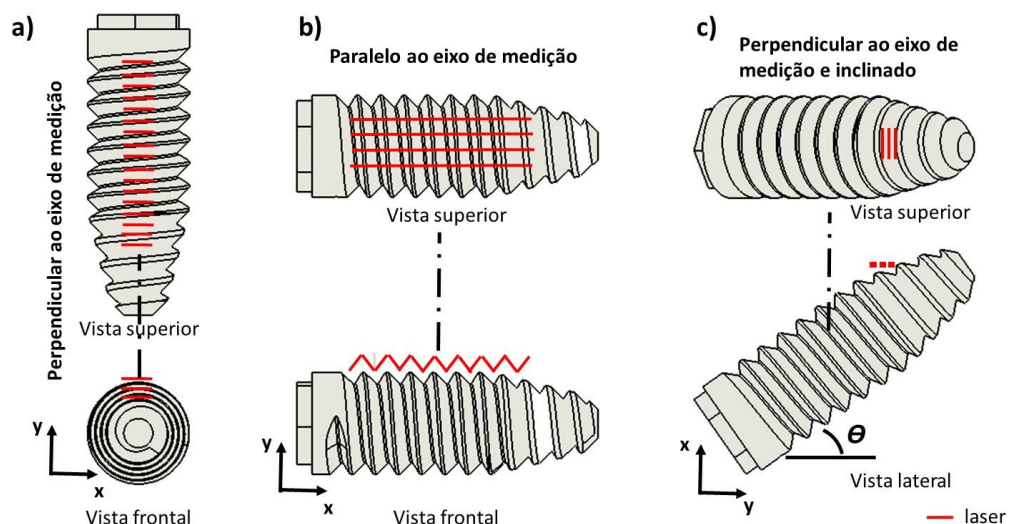 a)
Perpendicular ao eixo de medição
Vista superior
y
x
Vista frontal
b)
Paralelo ao eixo de medição
Vista superior
y
x
Vista frontal
c)
Perpendicular ao eixo de
medição e inclinado
Vista superior
θ
x
y
Vista lateral
laser